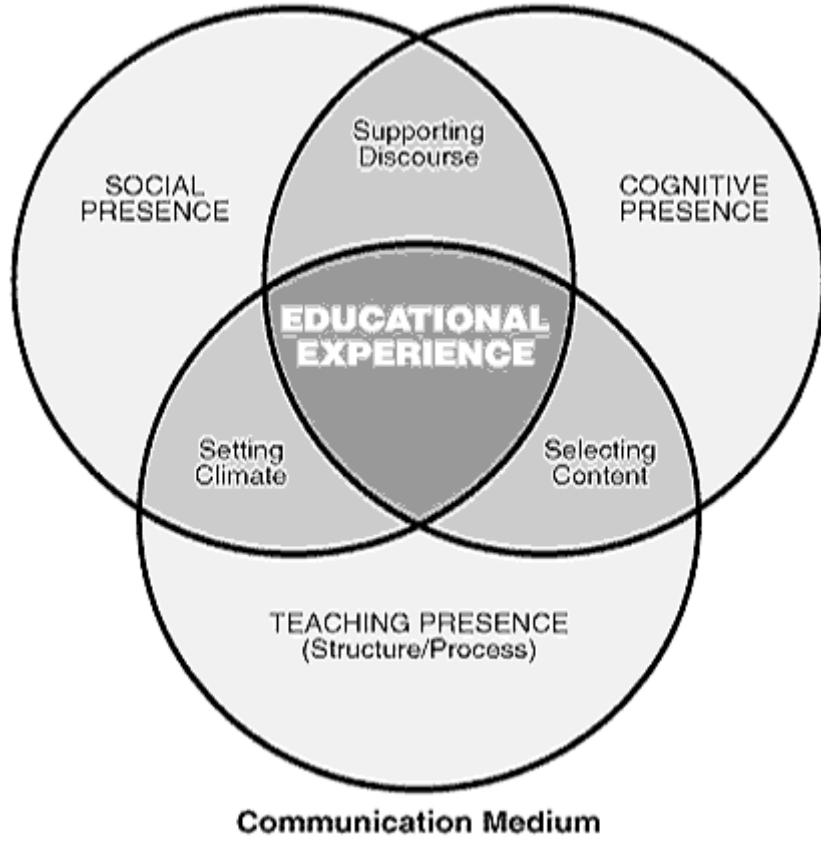 Supporting
Discourse
SOCIAL
PRESENCE
COGNITIVE
PRESENCE
EDUCATIONAL
EXPERIENCE
Setting
Climate
Selecting
Content
TEACHING PRESENCE
(Structure/Process)
Communication Medium